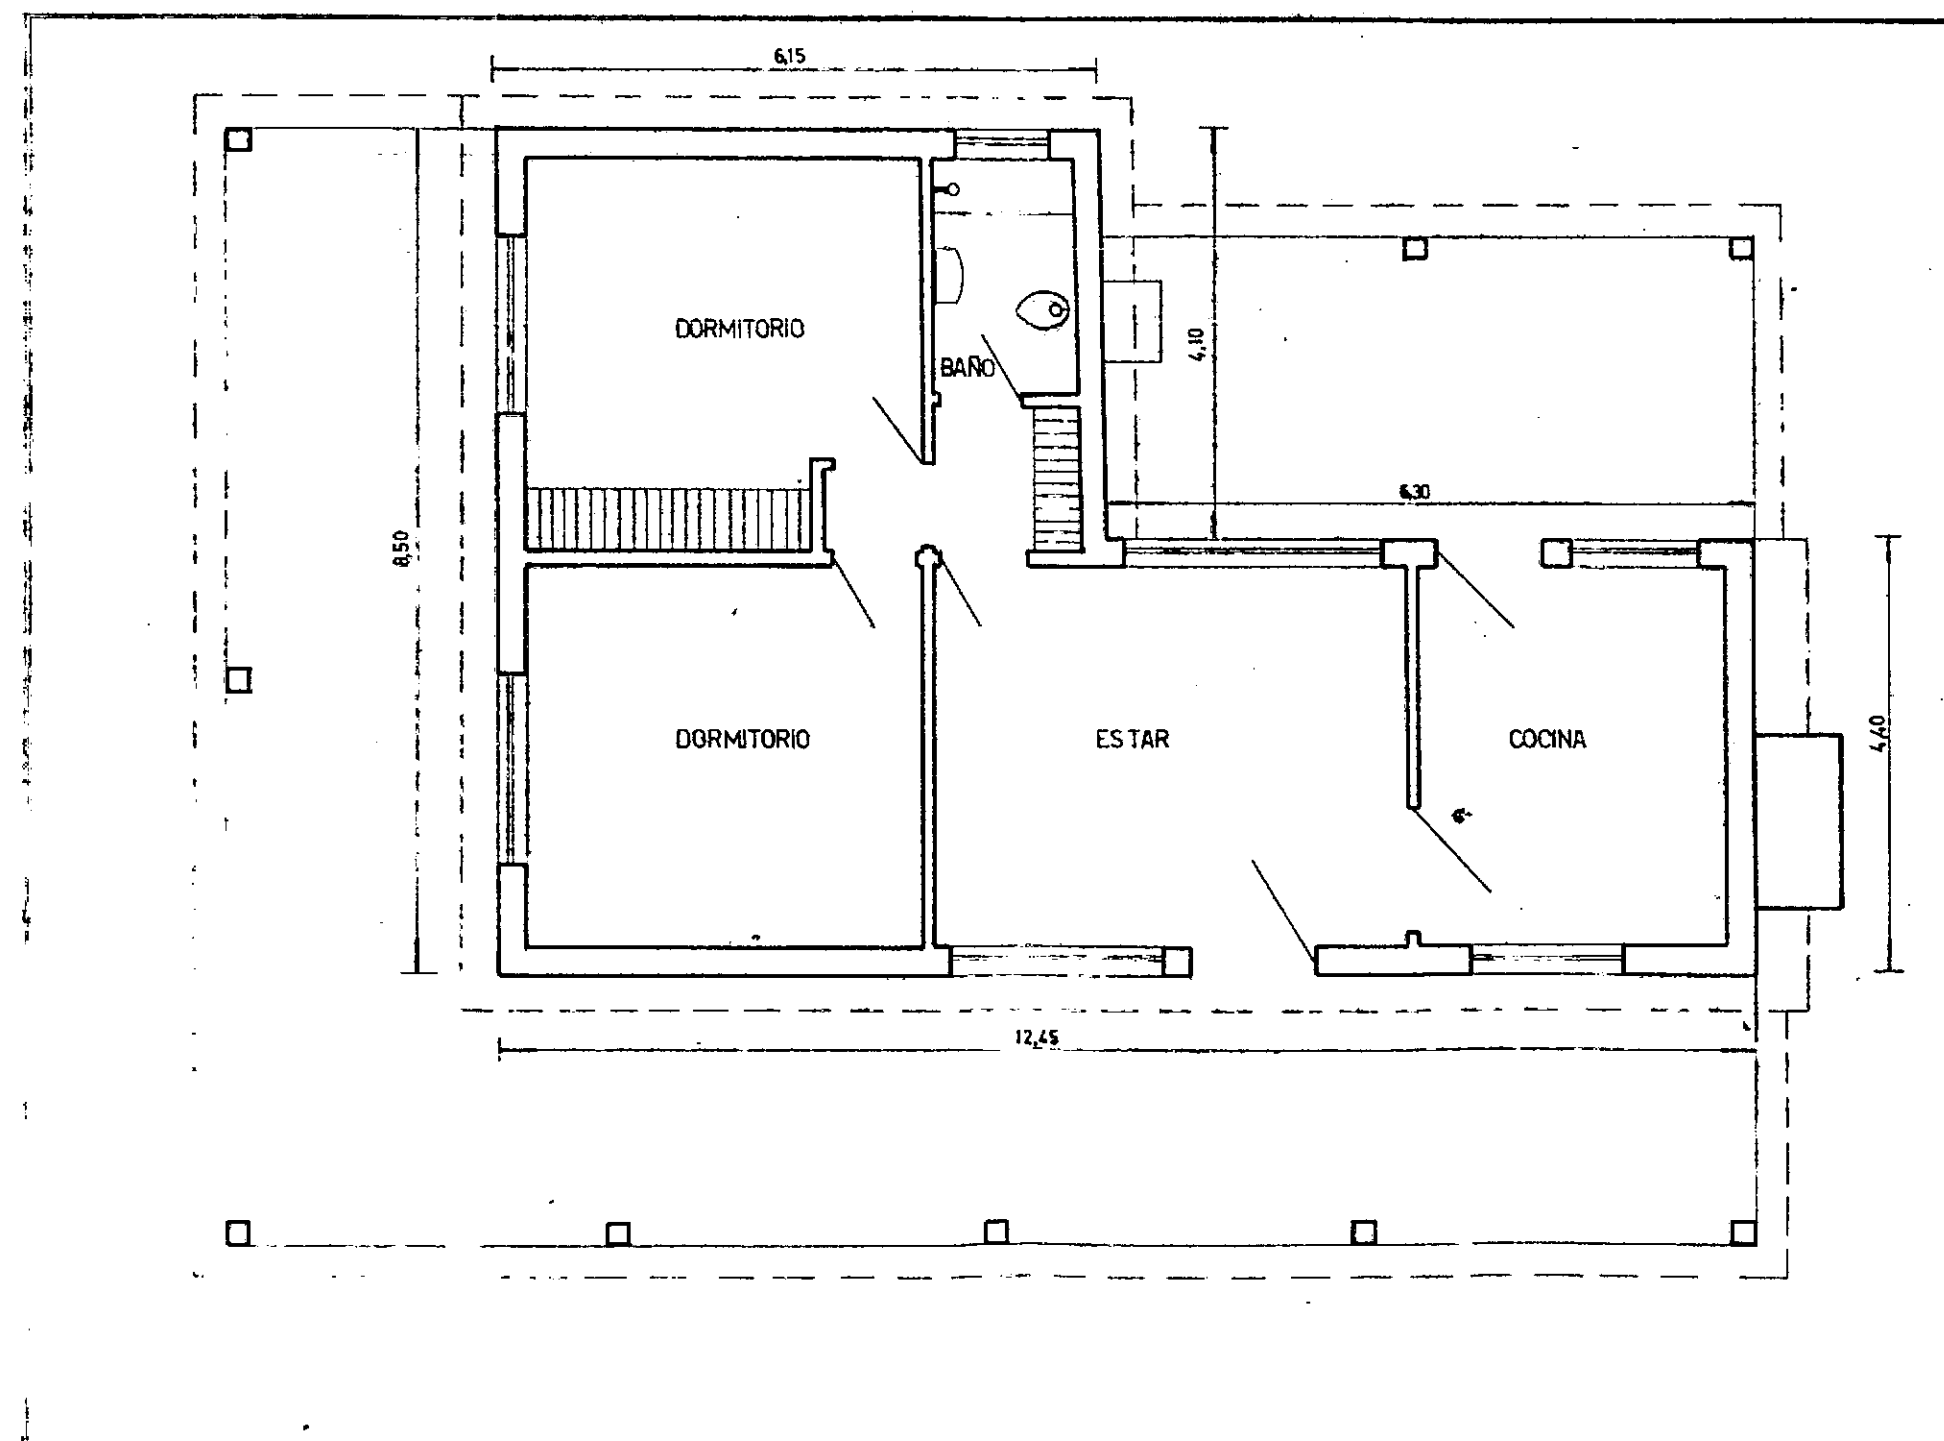 6,15
DORMITORIO
BAÑO
4,10
6,30
8,50
DORMITORIO
ESTAR
COCINA
4,40
12,45